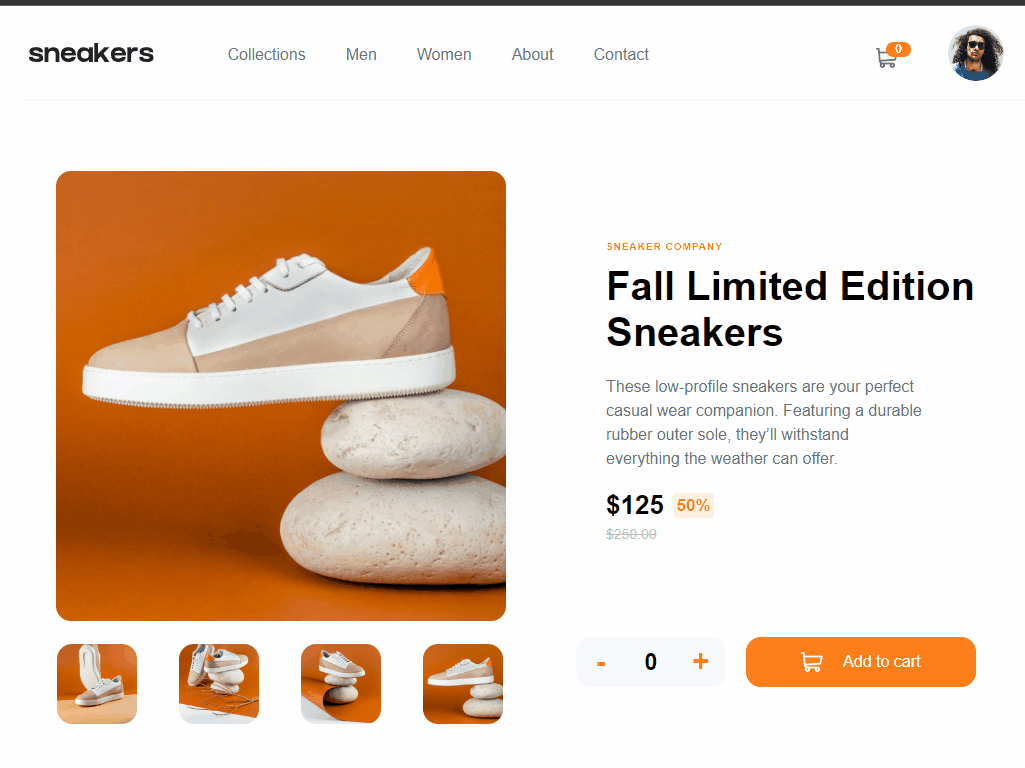 sneakers Collections Men Women About Contact 0
SNEAKER COMPANY
Fall Limited Edition
Sneakers
These low-profile sneakers are your perfect
casual wear companion. Featuring a durable
rubber outer sole, they’ll withstand
everything the weather can offer.
$125 50%
$250.00
- 0 + Add to cart